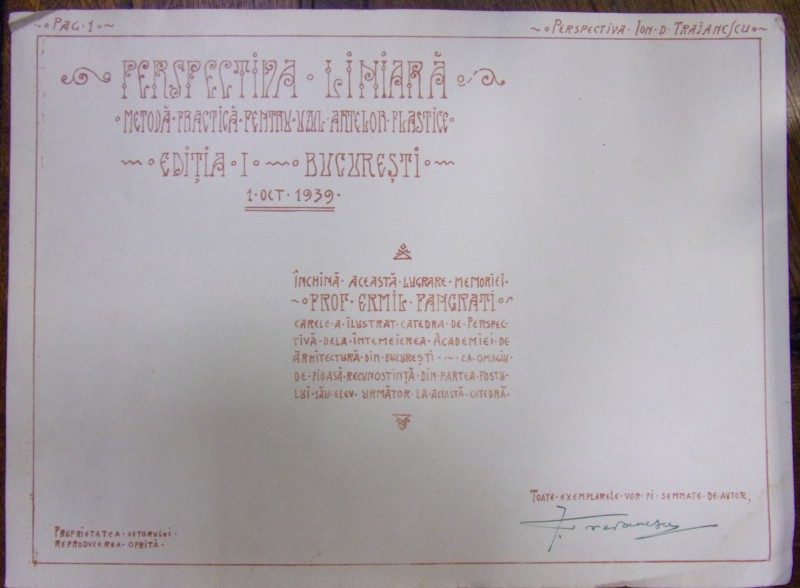 PAG·1
PERSPECTIVA·ION·D·TRAIANESCU
PERSPECTIVA·LINIARĂ
METODĂ·PRACTICĂ·PENTRU·UZUL·ARTELOR·PLASTICE
EDIȚIA·I BUCUREȘTI
1·OCT·1939·
ÎNCHINĂ·ACEASTĂ·LUCRARE·MEMORIEI·
PROF·ERMIL·PANGRATI
CARELE·A·ILUSTRAT·CATEDRA·DE·PERSPEC-
TIVĂ·DELA·ÎNTEMEIEREA·ACADEMIEI·DE
ARHITECTURĂ·DIN·BUCUREȘTI·~·CA·OMAGIU·
DE·PIOASĂ·RECUNOSTINȚĂ·DIN·PARTEA·FOSTU-
LUI·SĂU·ELEV·URMĂTOR·LA·ACEASTĂ·CATEDRĂ·
TOATE·EXEMPLARELE·VOR·FI·SEMNATE·DE·AUTOR,
Traianescu
PROPRIETATEA·AUTORULUI·
REPRODUCEREA·OPRITĂ·